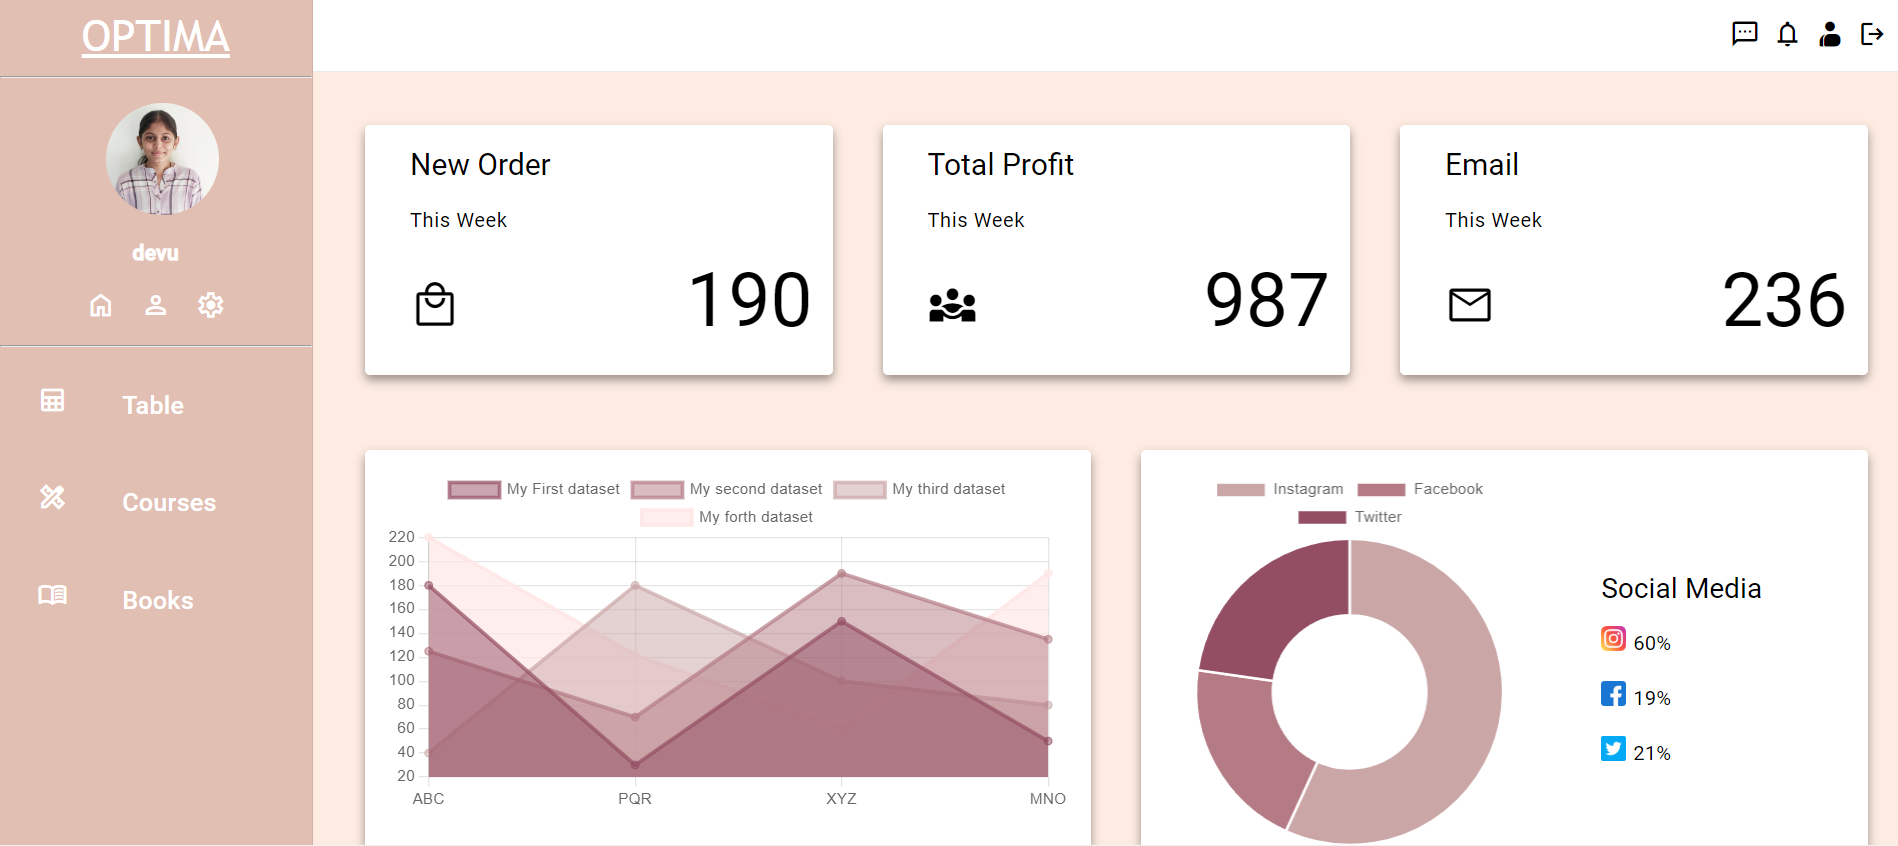 OPTIMA
devu
Table
Courses
Books
New Order
This Week
190
Total Profit
This Week
987
Email
This Week
236
My First dataset My second dataset My third dataset
My forth dataset
220
200
180
160
140
120
100
80
60
40
20
ABC PQR XYZ MNO
Instagram Facebook
Twitter
Social Media
60%
19%
21%